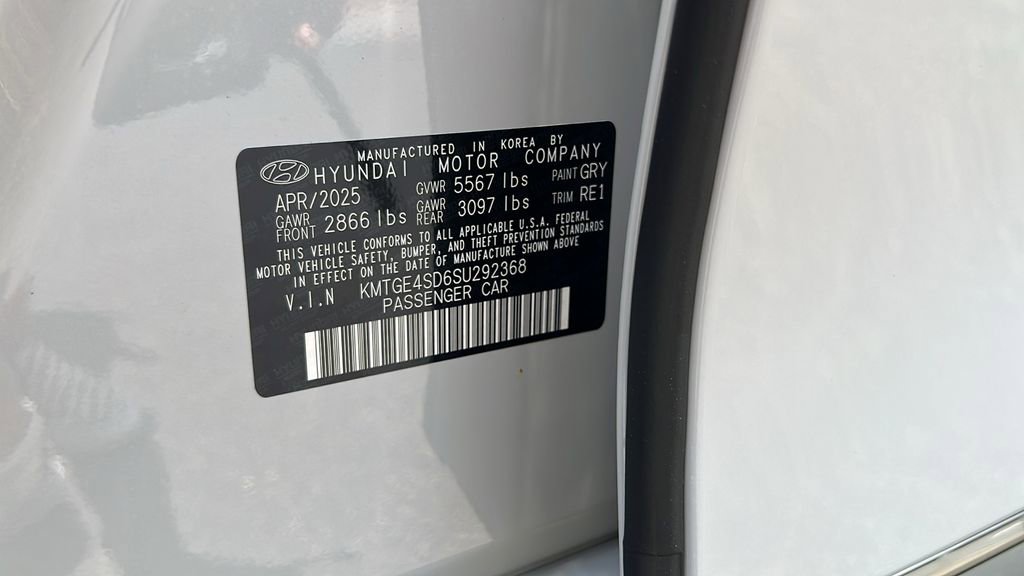 MANUFACTURED IN KOREA BY
HYUNDAI MOTOR COMPANY
APR/2025 GVWR 5567 lbs PAINT GRY
GAWR FRONT 2866 lbs GAWR REAR 3097 lbs TRIM RE1
THIS VEHICLE CONFORMS TO ALL APPLICABLE U.S.A. FEDERAL
MOTOR VEHICLE SAFETY, BUMPER, AND THEFT PREVENTION STANDARDS
IN EFFECT ON THE DATE OF MANUFACTURE SHOWN ABOVE
V.I.N KMTGE4SD6SU292368
PASSENGER CAR